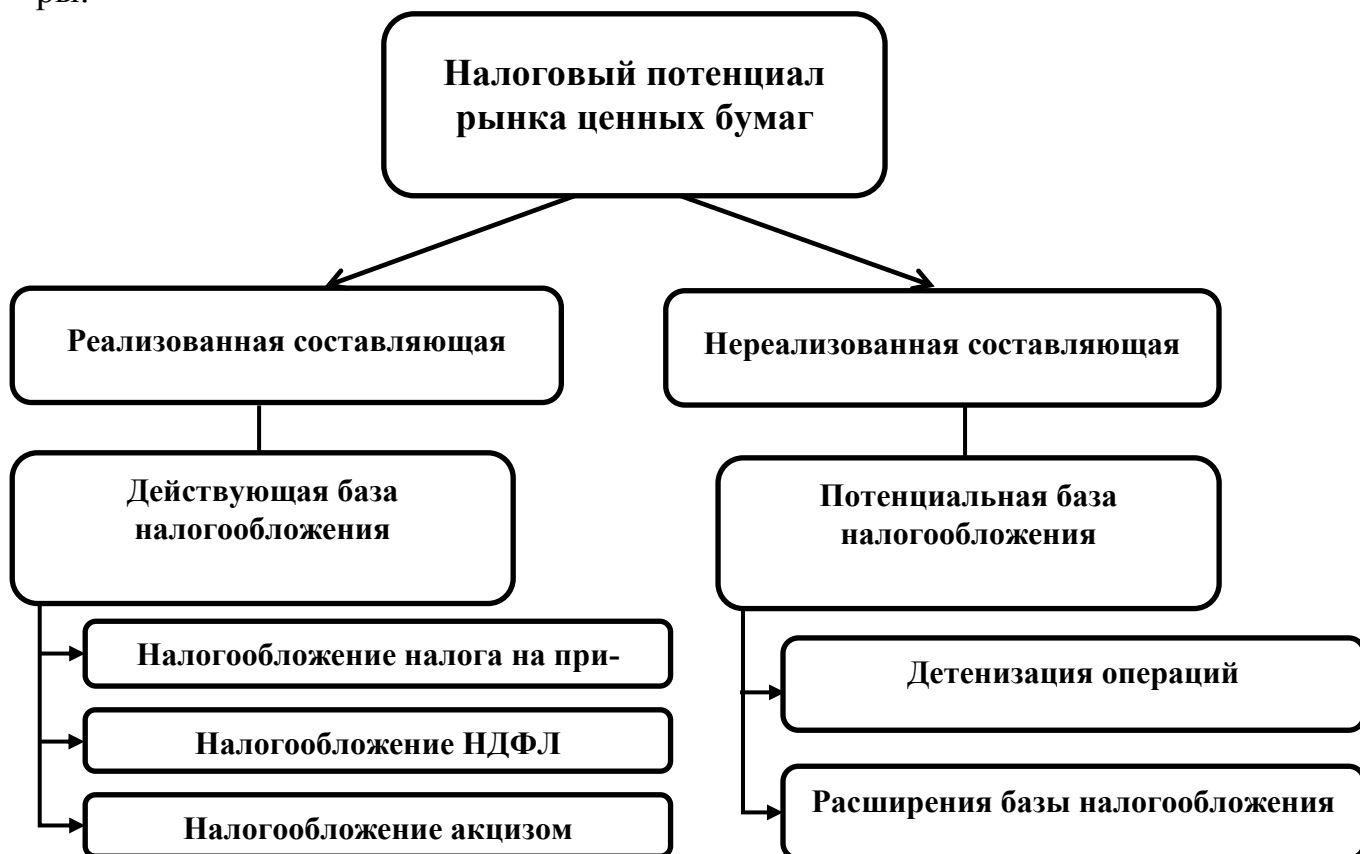 ры.
Налоговый потенциал
рынка ценных бумаг
Реализованная составляющая
Нереализованная составляющая
Действующая база
налогообложения
Потенциальная база
налогообложения
Налогообложение налога на при-
Налогообложение НДФЛ
Налогообложение акцизом
Детенизация операций
Расширения базы налогообложения